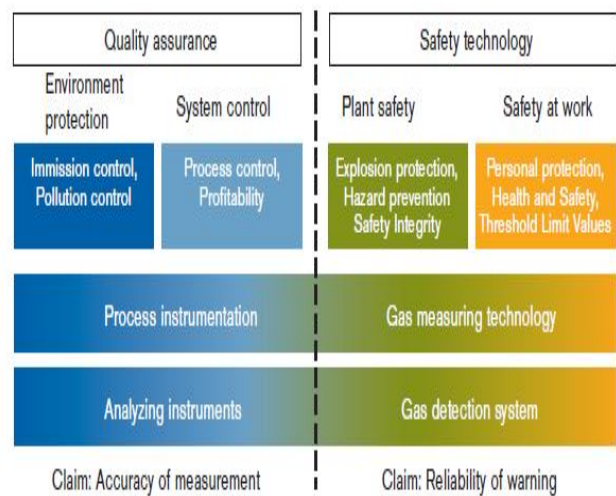 Quality assurance
Safety technology
Environment
protection
System control
Plant safety
Safety at work
Immission control,
Pollution control
Process control,
Profitability
Explosion protection,
Hazard prevention
Safety Integrity
Personal protection,
Health and Safety,
Threshold Limit Values
Process instrumentation
Gas measuring technology
Analyzing instruments
Gas detection system
Claim: Accuracy of measurement
Claim: Reliability of warning